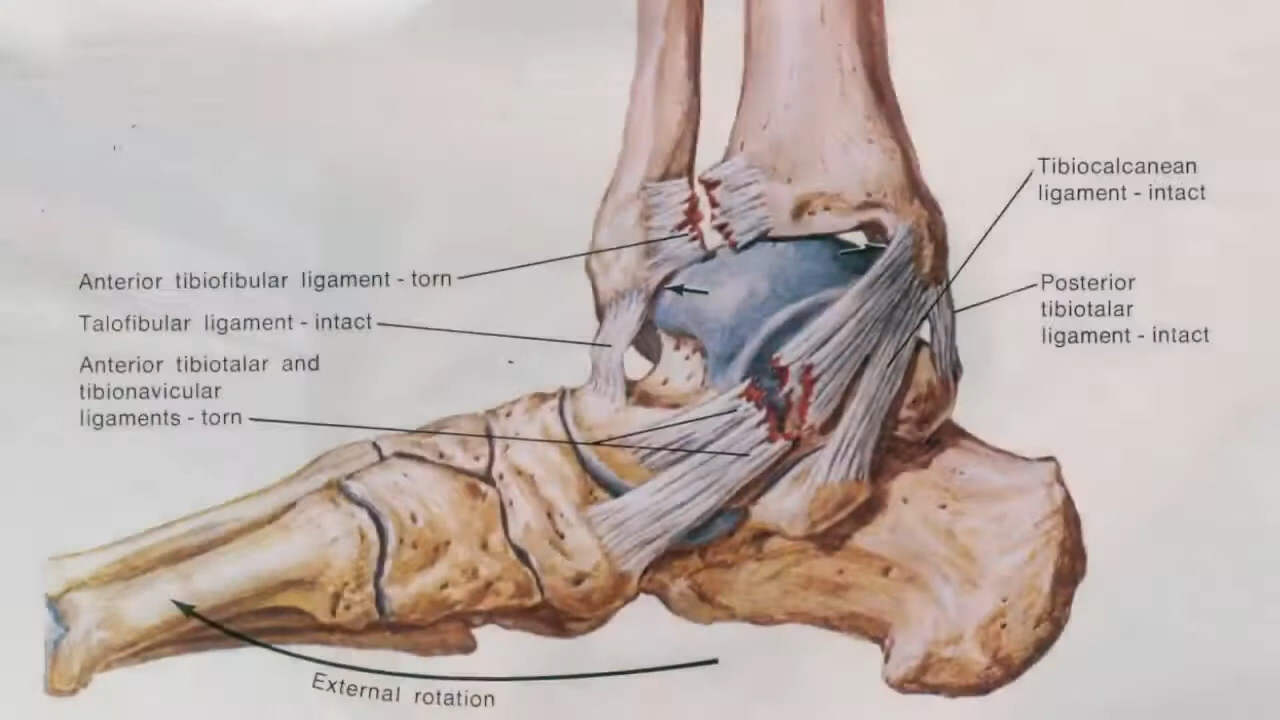 Anterior tibiofibular ligament - torn
Talofibular ligament - intact
Anterior tibiotalar and
tibionavicular
ligaments - torn
Tibiocalcanean
ligament - intact
Posterior
tibiotalar
ligament - intact
External rotation